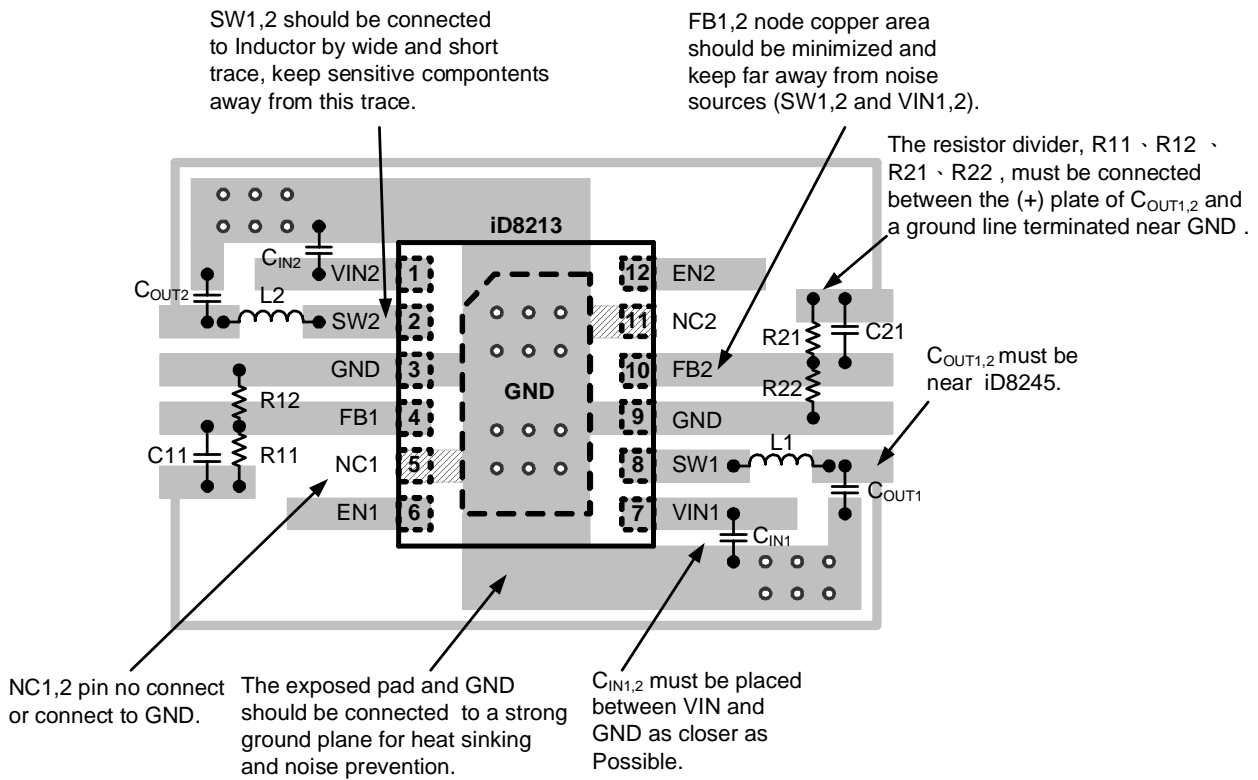 SW1,2 should be connected
to Inductor by wide and short
trace, keep sensitive compontents
away from this trace.
FB1,2 node copper area
should be minimized and
keep far away from noise
sources (SW1,2 and VIN1,2).
The resistor divider, R11、R12、
R21、R22 , must be connected
between the (+) plate of COUT1,2 and
a ground line terminated near GND .
iD8213
CIN2
VIN2
1
12
EN2
COUT2
L2
SW2
2
11
NC2
R21
C21
GND
3
10
FB2
R22
COUT1,2 must be
near iD8245.
GND
R12
FB1
4
9
GND
C11
R11
NC1
5
8
SW1
L1
COUT1
EN1
6
7
VIN1
CIN1
NC1,2 pin no connect
or connect to GND.
The exposed pad and GND
should be connected  to a strong
ground plane for heat sinking
and noise prevention.
CIN1,2 must be placed
between VIN and
GND as closer as
Possible.